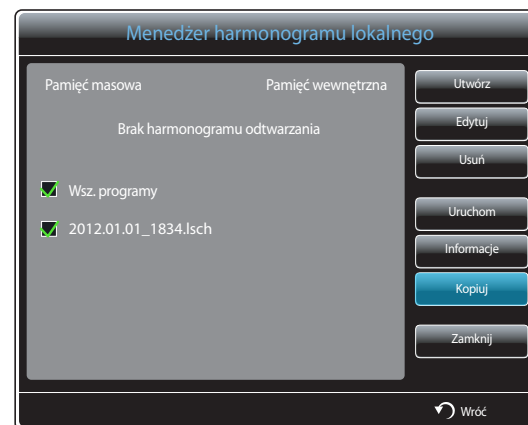 Menedżer harmonogramu lokalnego
Pamięć masowa Pamięć wewnętrzna
Brak harmonogramu odtwarzania
Wsz. programy
2012.01.01_1834.lsch
Utwórz
Edytuj
Usuń
Uruchom
Informacje
Kopiuj
Zamknij
Wróć